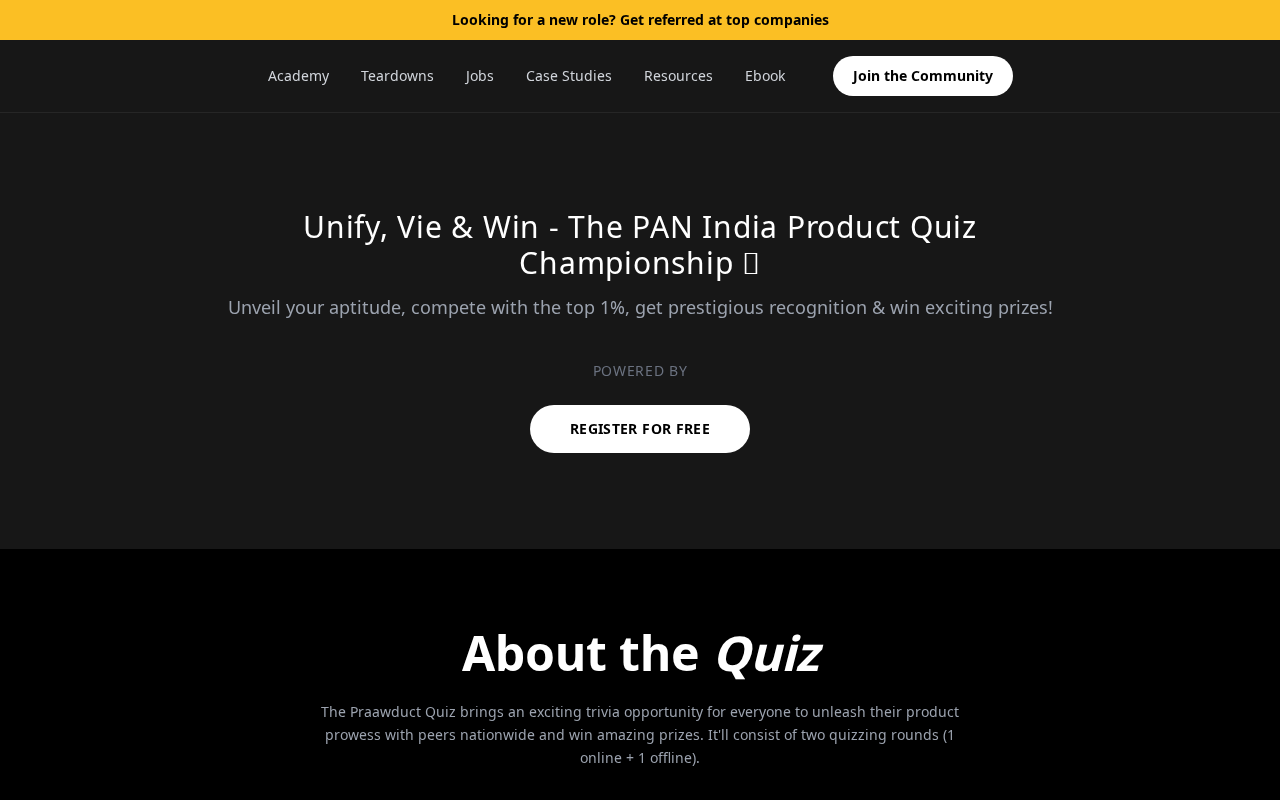 Looking for a new role? Get referred at top companies
Academy Teardowns Jobs Case Studies Resources Ebook Join the Community
Unify, Vie & Win - The PAN India Product Quiz
Championship
Unveil your aptitude, compete with the top 1%, get prestigious recognition & win exciting prizes!
POWERED BY
REGISTER FOR FREE
About the Quiz
The Praawduct Quiz brings an exciting trivia opportunity for everyone to unleash their product
prowess with peers nationwide and win amazing prizes. It'll consist of two quizzing rounds (1
online + 1 offline).